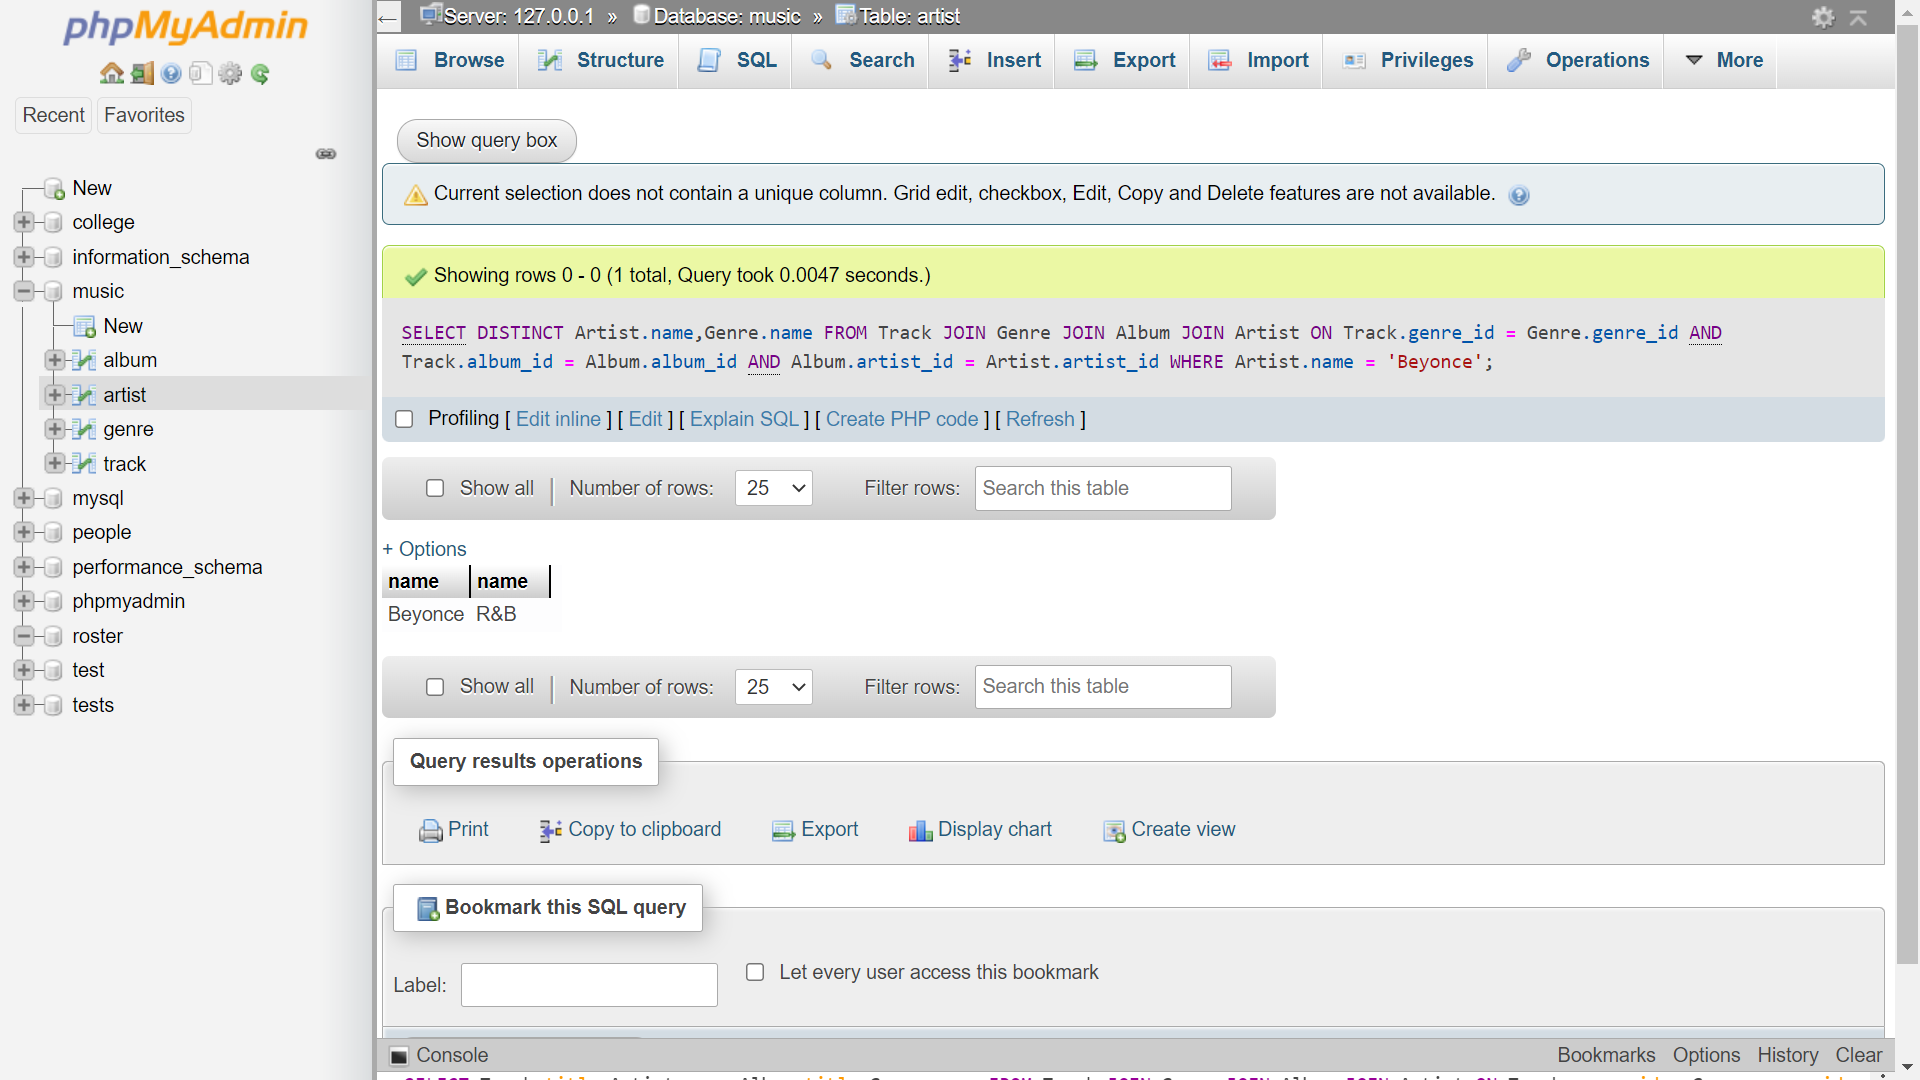 phpMyAdmin
Recent
Favorites
New
college
information_schema
music
New
album
artist
genre
track
mysql
people
performance_schema
phpmyadmin
roster
test
tests
Server: 127.0.0.1 » Database: music » Table: artist
Browse Structure SQL Search Insert Export Import Privileges Operations More
Show query box
Current selection does not contain a unique column. Grid edit, checkbox, Edit, Copy and Delete features are not available.
Showing rows 0 - 0 (1 total, Query took 0.0047 seconds.)
SELECT DISTINCT Artist.name,Genre.name FROM Track JOIN Genre JOIN Album JOIN Artist ON Track.genre_id = Genre.genre_id AND
Track.album_id = Album.album_id AND Album.artist_id = Artist.artist_id WHERE Artist.name = 'Beyonce';
Profiling [ Edit inline ] [ Edit ] [ Explain SQL ] [ Create PHP code ] [ Refresh ]
Show all | Number of rows: 25 Filter rows: Search this table
+ Options
name name
Beyonce R&B
Show all | Number of rows: 25 Filter rows: Search this table
Query results operations
Print Copy to clipboard Export Display chart Create view
Bookmark this SQL query
Label:
Let every user access this bookmark
Console
Bookmarks Options History Clear